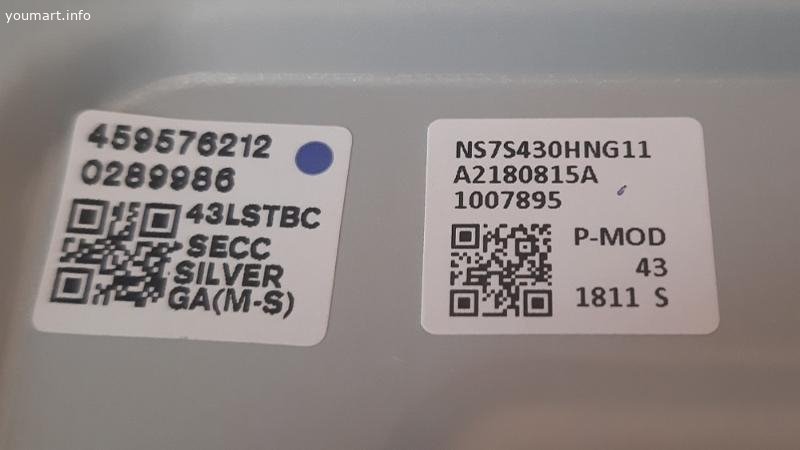 youmart.info
459576212
0289986
43LSTBC
SECC
SILVER
GA(M-S)
NS7S430HNG11
A2180815A
1007895
P-MOD
43
1811 S